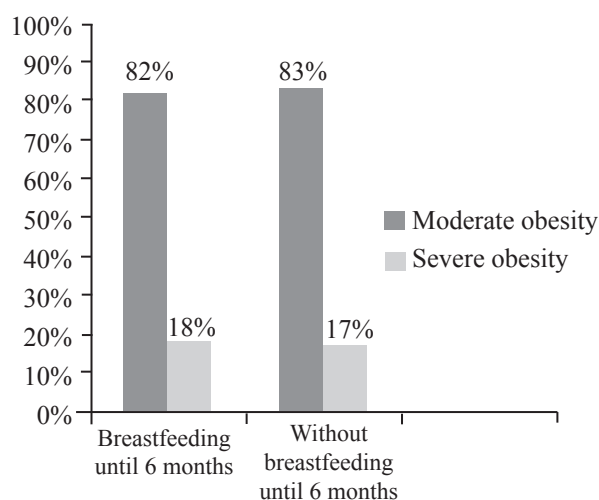 100%
90%
80%
70%
60%
50%
40%
30%
20%
10%
0%
82%
18%
83%
17%
Moderate obesity
Severe obesity
Breastfeeding
until 6 months
Without
breastfeeding
until 6 months